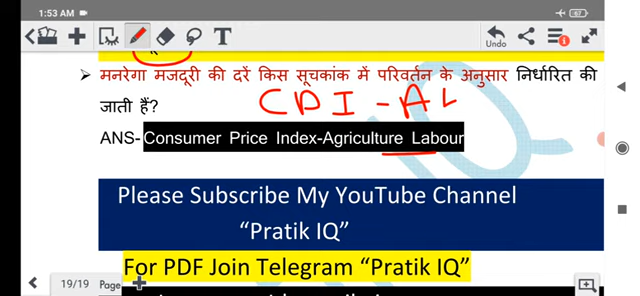 1:53 AM
67
Undo
➤ मनरेगा मजदूरी की दरें किस सूचकांक में परिवर्तन के अनुसार निर्धारित की
जाती हैं?
CPI - AL
ANS- Consumer Price Index-Agriculture Labour
Please Subscribe My YouTube Channel
“Pratik IQ”
For PDF Join Telegram “Pratik IQ”
19/19 Page